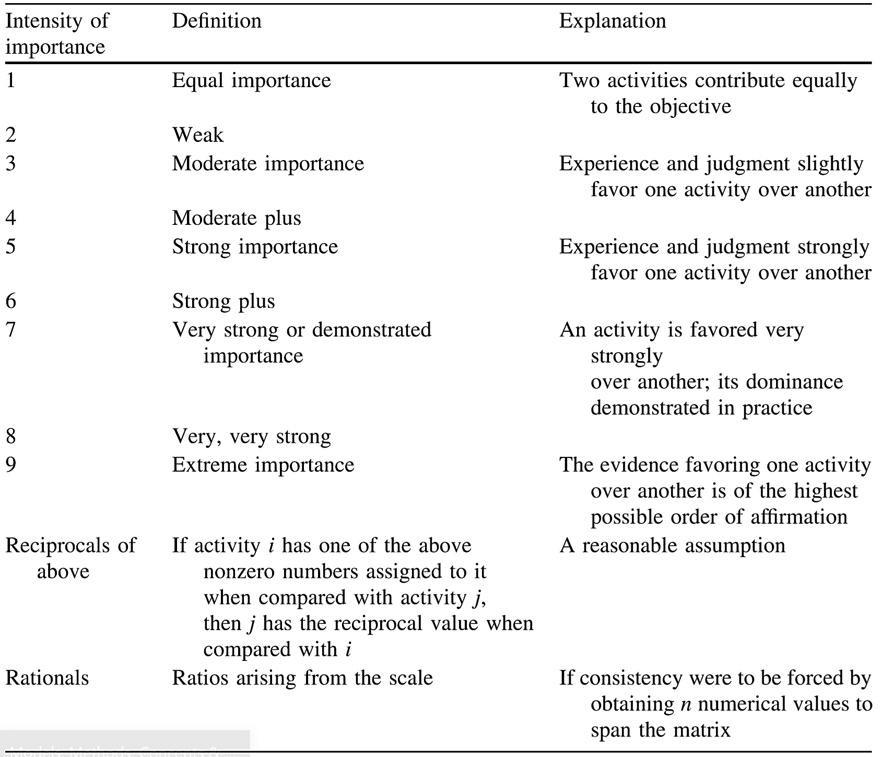 Intensity of importance Definition Explanation
1 Equal importance Two activities contribute equally
to the objective
2 Weak
3 Moderate importance Experience and judgment slightly
favor one activity over another
4 Moderate plus
5 Strong importance Experience and judgment strongly
favor one activity over another
6 Strong plus
7 Very strong or demonstrated
importance
An activity is favored very
strongly
over another; its dominance
demonstrated in practice
8 Very, very strong
9 Extreme importance The evidence favoring one activity
over another is of the highest
possible order of affirmation
Reciprocals of
above
If activity i has one of the above
nonzero numbers assigned to it
when compared with activity j,
then j has the reciprocal value when
compared with i
A reasonable assumption
Rationals Ratios arising from the scale If consistency were to be forced by
obtaining n numerical values to
span the matrix